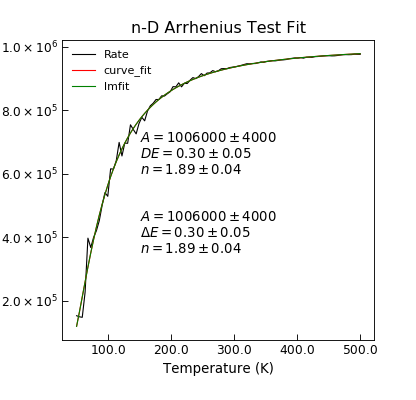 n-D Arrhenius Test Fit
1.0 × 10⁶
8.0 × 10⁵
6.0 × 10⁵
4.0 × 10⁵
2.0 × 10⁵
Rate
curve_fit
lmfit
A = 1006000 ± 4000
DE = 0.30 ± 0.05
n = 1.89 ± 0.04
A = 1006000 ± 4000
ΔE = 0.30 ± 0.05
n = 1.89 ± 0.04
100.0 200.0 300.0 400.0 500.0
Temperature (K)